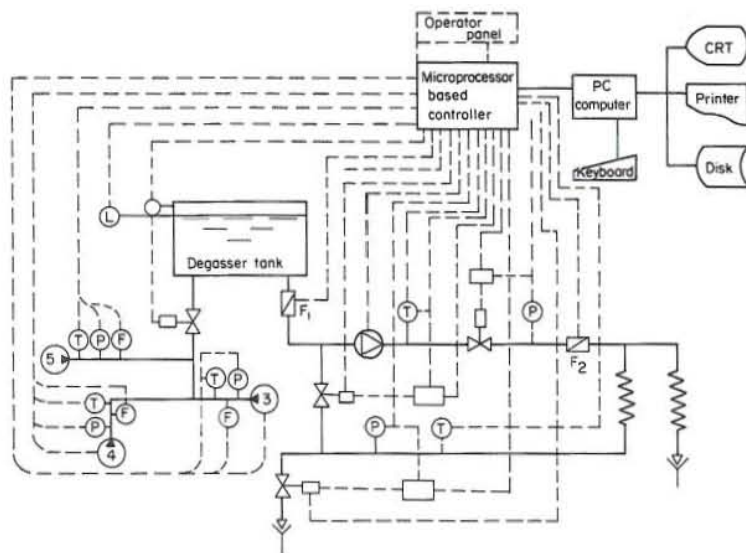 Operator
panel
Microprocessor
based
controller
PC
computer
CRT
Printer
Disk
Keyboard
L
Degasser tank
F1
T
P
F2
T
P
F
5
T
P
3
T
F
F
P
4
P
T